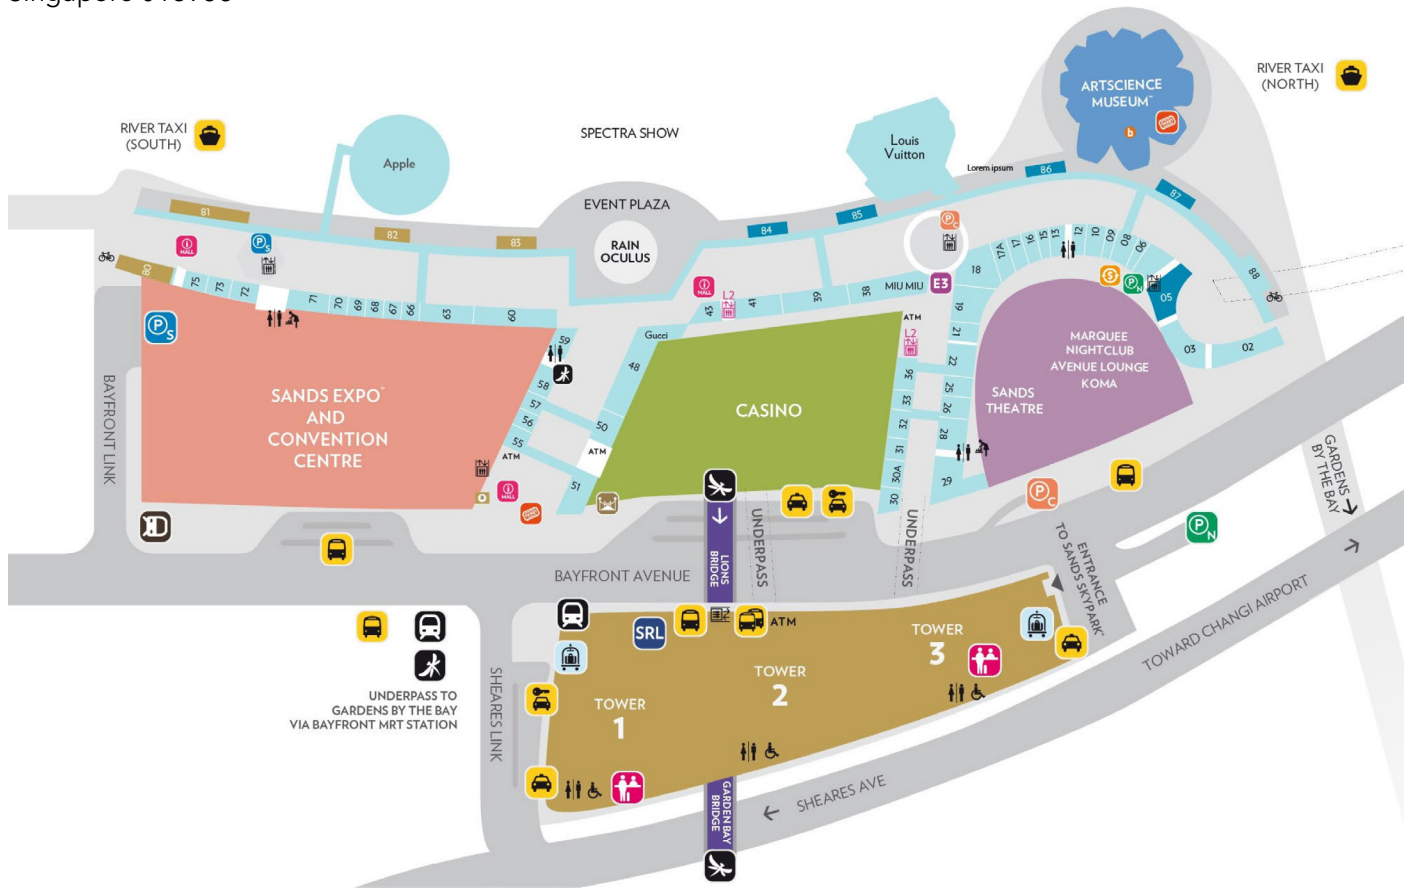 RIVER TAXI
(NORTH)
ARTSCIENCE
MUSEUM™
b
RIVER TAXI
(SOUTH)
SPECTRA SHOW
Apple
Louis
Vuitton
Lorem ipsum
86
87
EVENT PLAZA
81
82
83
84
85
RAIN
OCULUS
i
MALL
P S
P C
17A
17
16
15
13
12
10
09
08
06
18
88
80
75
73
72
71
70
69
68
67
66
63
60
i
MALL
L2
43
41
39
38
MIU MIU
E3
P N
05
P S
59
Gucci
ATM
L2
19
21
22
03
02
MARQUEE
NIGHTCLUB
AVENUE LOUNGE
KOMA
SANDS
THEATRE
BAYFRONT LINK
SANDS EXPO
AND
CONVENTION
CENTRE
58
57
56
55
ATM
48
50
ATM
51
CASINO
36
33
32
31
30A
30
25
26
28
29
i
MALL
P C
P N
GARDENS
BY THE BAY
UNDERPASS
UNDERPASS
LIONS
BRIDGE
BAYFRONT AVENUE
ENTRANCE
TO SANDS SKYPARK
TOWARD CHANGI AIRPORT
SRL
ATM
TOWER
3
TOWER
2
TOWER
1
UNDERPASS TO
GARDENS BY THE BAY
VIA BAYFRONT MRT STATION
SHEARES LINK
GARDEN BAY
BRIDGE
SHEARES AVE